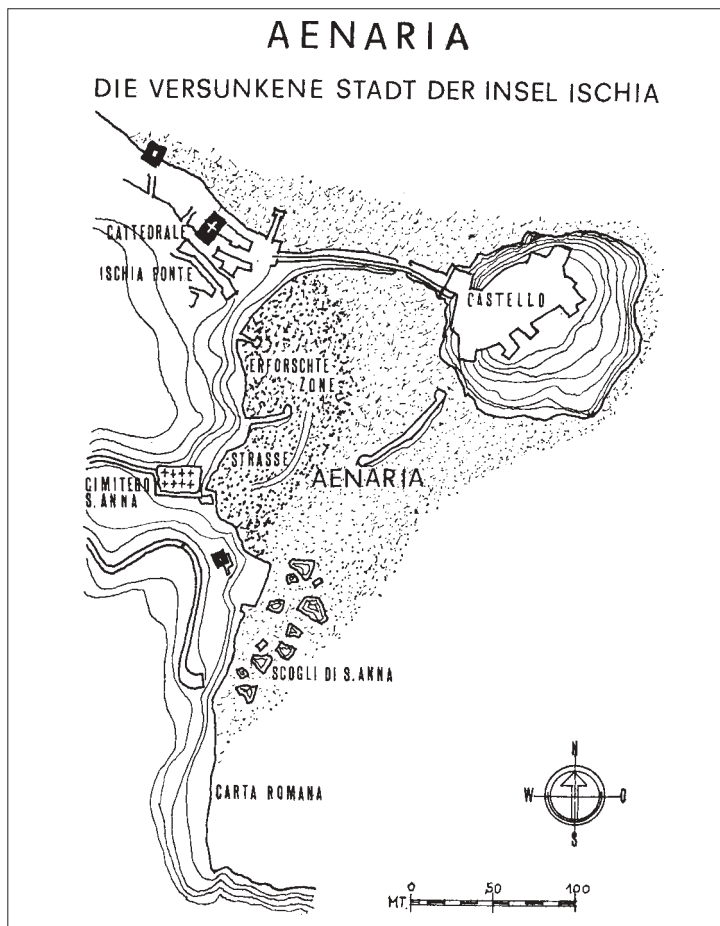 AENARIA
DIE VERSUNKENE STADT DER INSEL ISCHIA
CATTEDRALE
ISCHIA PONTE
CASTELLO
ERFORSCHTE
ZONE
STRASSE
AENARIA
CIMITERO
S. ANNA
SCOGLI DI S. ANNA
CARTA ROMANA
N
W O
S
0 50 100
MT.